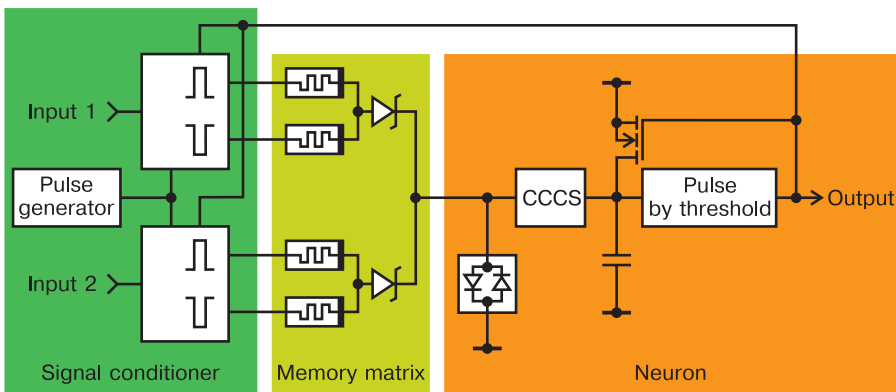 Input 1
Pulse
generator
Input 2
Signal conditioner
Memory matrix
CCCS
Pulse
by threshold
Output
Neuron